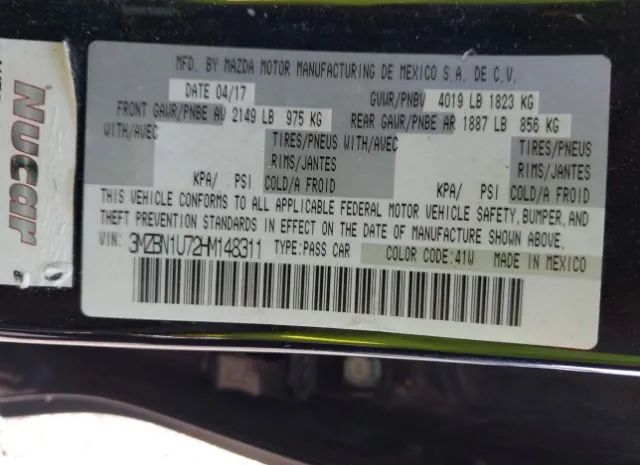 MFD. BY MAZDA MOTOR MANUFACTURING DE MEXICO S.A. DE C.V.
DATE 04/17 GVWR/PNBV 4019 LB 1823 KG
FRONT GAWR/PNBE AV 2149 LB 975 KG REAR GAWR/PNBE AR 1887 LB 856 KG
WITH/AVEC TIRES/PNEUS WITH/AVEC TIRES/PNEUS
RIMS/JANTES RIMS/JANTES
KPA/ PSI COLD/A FROID KPA/ PSI COLD/A FROID
THIS VEHICLE CONFORMS TO ALL APPLICABLE FEDERAL MOTOR VEHICLE SAFETY, BUMPER, AND
THEFT PREVENTION STANDARDS IN EFFECT ON THE DATE OF MANUFACTURE SHOWN ABOVE.
VIN: 3MZBN1U72HM148311 TYPE:PASS CAR COLOR CODE:41W MADE IN MEXICO
Nucar